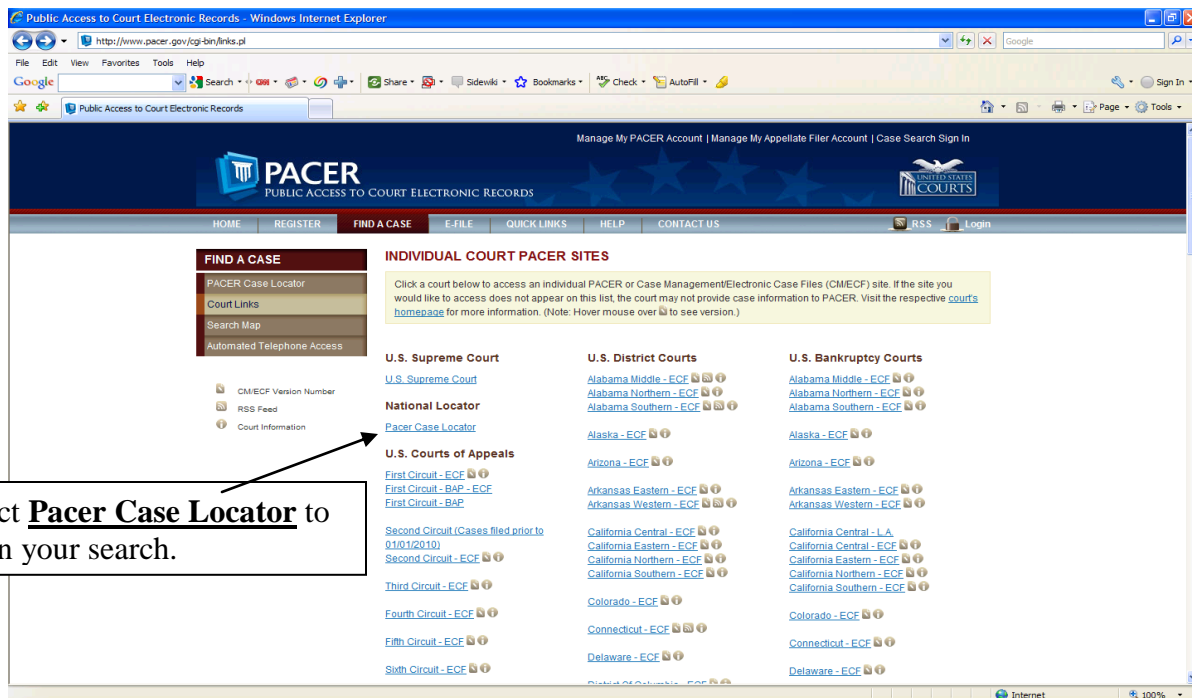 Public Access to Court Electronic Records - Windows Internet Explorer
http://www.pacer.gov/cgi-bin/links.pl
Google
File Edit View Favorites Tools Help
Google Search Share Sidewiki Bookmarks Check AutoFill Sign In
Public Access to Court Electronic Records
Page Tools
Manage My PACER Account | Manage My Appellate Filer Account | Case Search Sign In
PACER
PUBLIC ACCESS TO COURT ELECTRONIC RECORDS
UNITED STATES
COURTS
HOME REGISTER FIND A CASE E-FILE QUICK LINKS HELP CONTACT US RSS Login
FIND A CASE
PACER Case Locator
Court Links
Search Map
Automated Telephone Access
CM/ECF Version Number
RSS Feed
Court Information
INDIVIDUAL COURT PACER SITES
Click a court below to access an individual PACER or Case Management/Electronic Case Files (CM/ECF) site. If the site you
would like to access does not appear on this list, the court may not provide case information to PACER. Visit the respective court's
homepage for more information. (Note: Hover mouse over to see version.)
U.S. Supreme Court
U.S. Supreme Court
National Locator
Pacer Case Locator
U.S. Courts of Appeals
First Circuit - ECF
First Circuit - BAP - ECF
First Circuit - BAP
Second Circuit (Cases filed prior to
01/01/2010)
Second Circuit - ECF
Third Circuit - ECF
Fourth Circuit - ECF
Fifth Circuit - ECF
Sixth Circuit - ECF
U.S. District Courts
Alabama Middle - ECF
Alabama Northern - ECF
Alabama Southern - ECF
Alaska - ECF
Arizona - ECF
Arkansas Eastern - ECF
Arkansas Western - ECF
California Central - ECF
California Eastern - ECF
California Northern - ECF
California Southern - ECF
Colorado - ECF
Connecticut - ECF
Delaware - ECF
District Of Columbia - ECF
U.S. Bankruptcy Courts
Alabama Middle - ECF
Alabama Northern - ECF
Alabama Southern - ECF
Alaska - ECF
Arizona - ECF
Arkansas Eastern - ECF
Arkansas Western - ECF
California Central - L.A.
California Central - ECF
California Eastern - ECF
California Northern - ECF
California Southern - ECF
Colorado - ECF
Connecticut - ECF
Delaware - ECF
ct Pacer Case Locator to
n your search.
Internet 100%